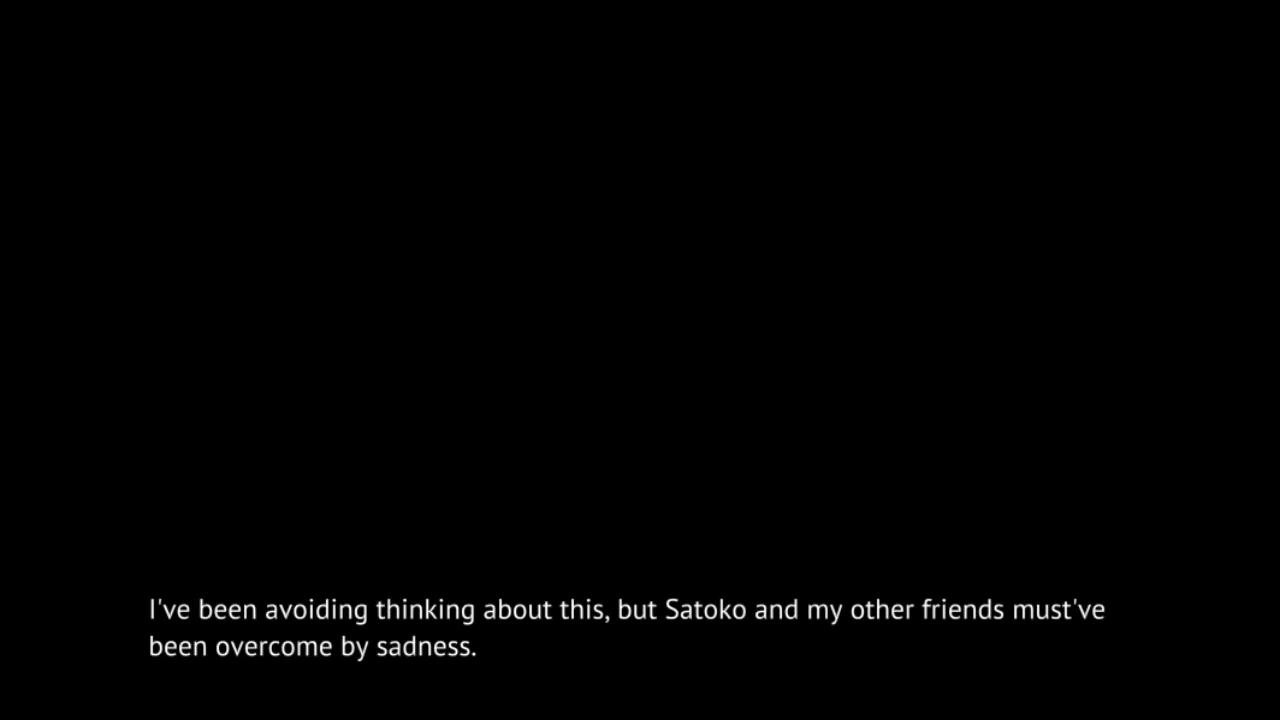 I've been avoiding thinking about this, but Satoko and my other friends must've
been overcome by sadness.